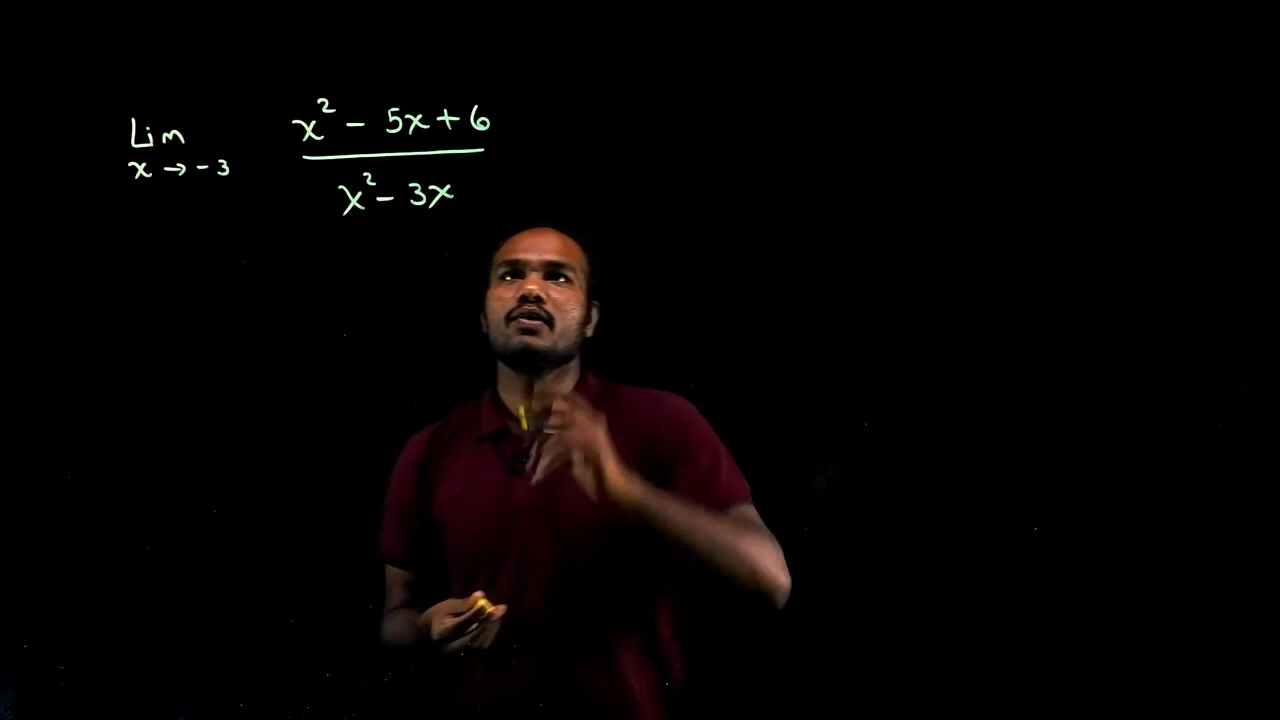 Lim x² - 5x + 6
x → -3 x² - 3x